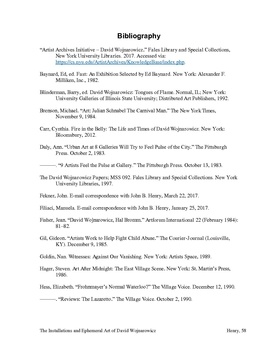 Bibliography
"Artist Archives Initiative – David Wojnarowicz," Fales Library and Special Collections,
New York University Libraries. 2017. Accessed via:
https://cs.nyu.edu/ArtistArchives/KnowledgeBase/index.php.
Baynard, Ed, ed. Fast: An Exhibition Selected by Ed Baynard. New York: Alexander F.
Milliken, Inc., 1982.
Blinderman, Barry, ed. David Wojnarowicz: Tongues of Flame. Normal, IL; New York:
University Galleries of Illinois State University; Distributed Art Publishers, 1992.
Brenson, Michael. "Art: Julian Schnabel The Carnival Man." The New York Times,
November 9, 1984.
Carr, Cynthia. Fire in the Belly: The Life and Times of David Wojnarowicz. New York:
Bloomsbury, 2012.
Daly, Ann. "Urban Art at 8 Galleries Will Try to Feel Pulse of the City." The Pittsburgh
Press. October 2, 1983.
———. "9 Artists Feel the Pulse at Gallery." The Pittsburgh Press. October 13, 1983.
The David Wojnarowicz Papers; MSS 092. Fales Library and Special Collections. New York
University Libraries, 1997.
Fekner, John. E-mail correspondence with John B. Henry, March 22, 2017.
Filaci, Manuela. E-mail correspondence with John B. Henry, January 25, 2017.
Fisher, Jean. "David Wojnarowicz, Hal Bromm." Artforum International 22 (February 1984):
81-82.
Gil, Gideon. "Artists Work to Help Fight Child Abuse." The Courier-Journal (Louisville,
KY). December 9, 1985.
Goldin, Nan. Witnesses: Against Our Vanishing. New York: Artists Space, 1989.
Hager, Steven. Art After Midnight: The East Village Scene. New York: St. Martin's Press,
1986.
Hess, Elizabeth. "Frohnmayer's Normal Waterloo?" The Village Voice. December 12, 1990.
———. "Reviews: The Lazaretto." The Village Voice. October 2, 1990.
The Installations and Ephemeral Art of David Wojnarowicz Henry, 58